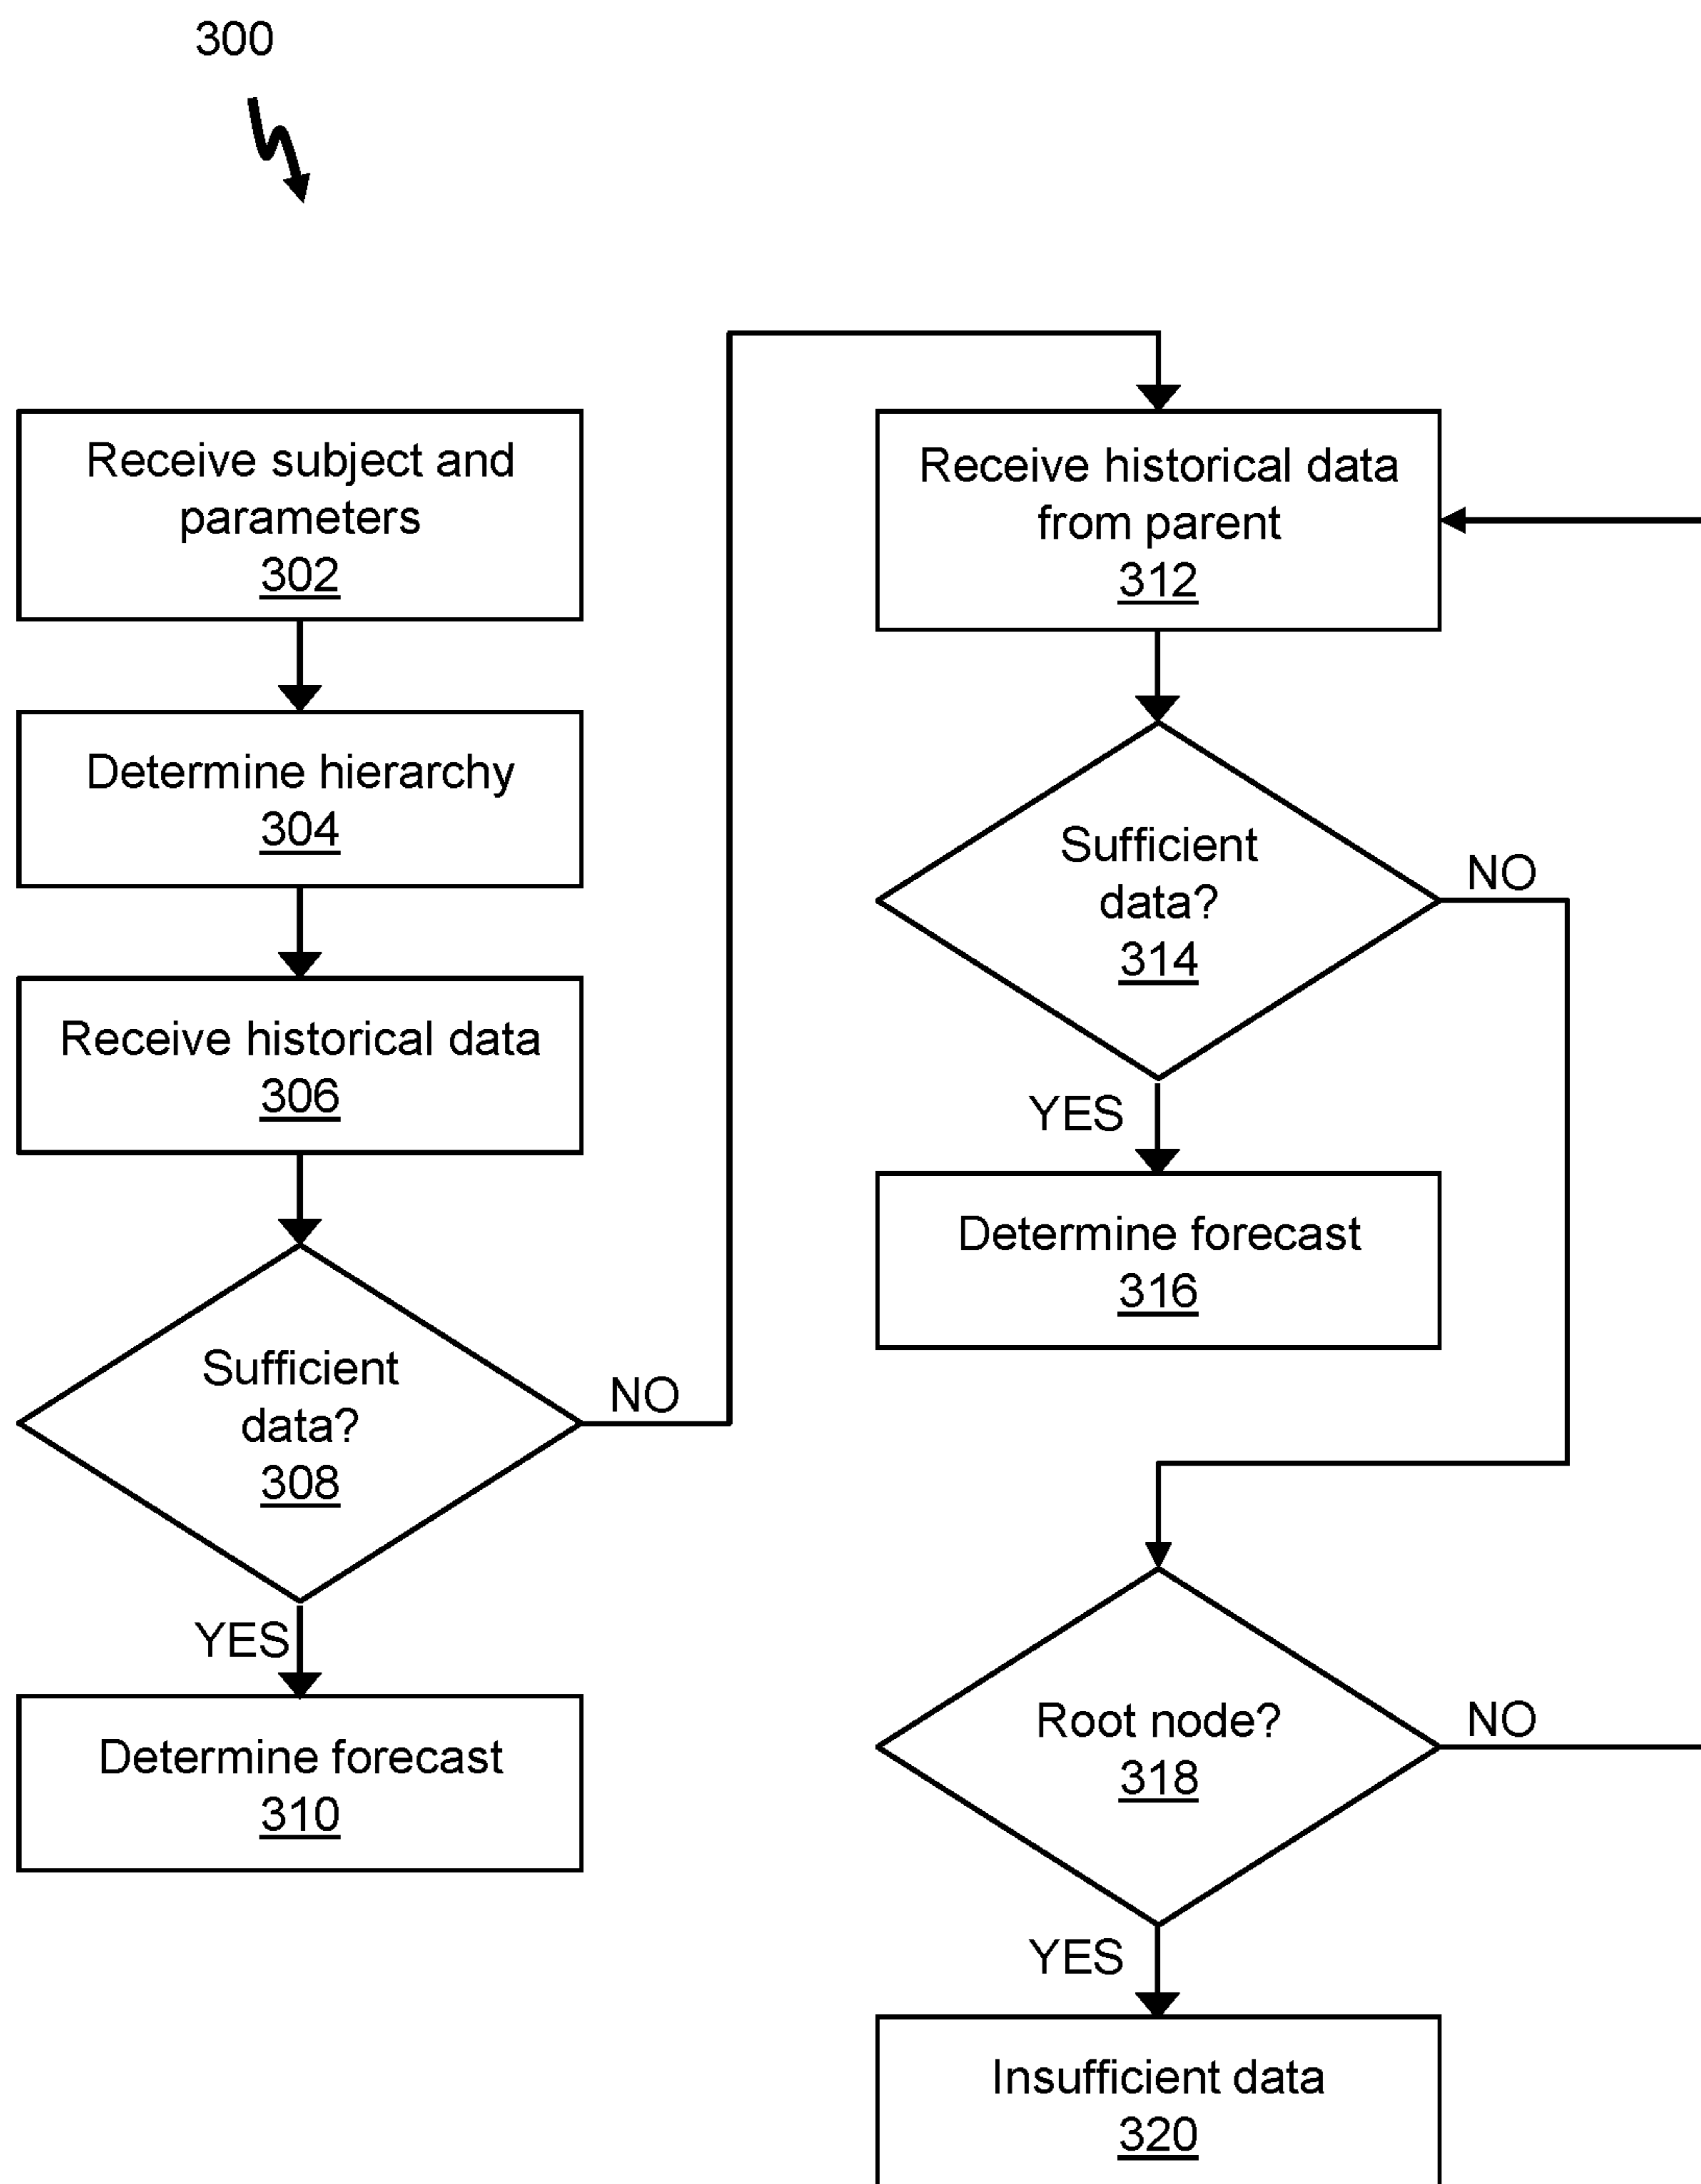 300
Receive subject and
parameters
302
Determine hierarchy
304
Receive historical data
306
Sufficient
data?
308
NO
YES
Determine forecast
310
Receive historical data
from parent
312
Sufficient
data?
314
NO
YES
Determine forecast
316
Root node?
318
NO
YES
Insufficient data
320